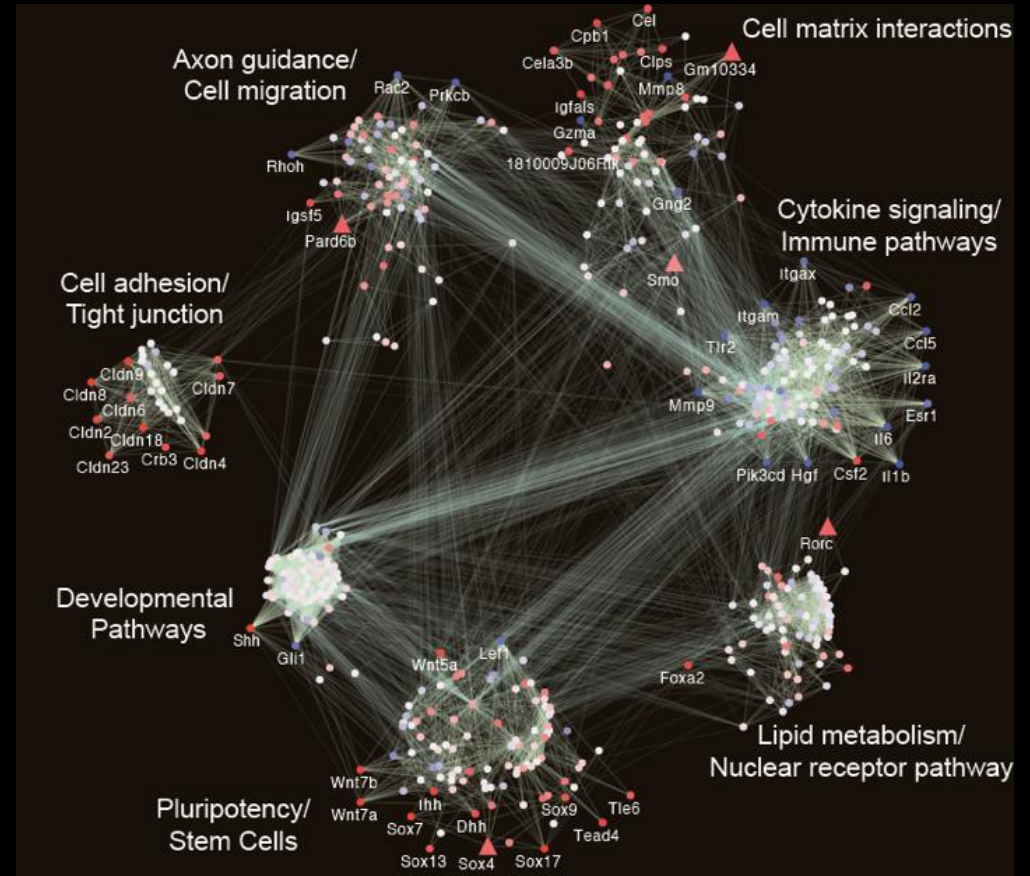 Cell matrix interactions
Cel
Cpb1
Cela3b
Clps
Gm10334
Mmp8
Igfals
Gzma
1810009J06Rik
Gng2
Smo
Axon guidance/
Cell migration
Rac2
Prkcb
Rhoh
Igsf5
Pard6b
Cytokine signaling/
Immune pathways
Itgax
Itgam
Ccl2
Tlr2
Ccl5
Il2ra
Mmp9
Esr1
Il6
Pik3cd
Hgf
Csf2
Il1b
Cell adhesion/
Tight junction
Cldn9
Cldn7
Cldn8
Cldn6
Cldn2
Cldn18
Cldn23
Crb3
Cldn4
Rorc
Foxa2
Lipid metabolism/
Nuclear receptor pathway
Developmental
Pathways
Shh
Gli1
Wnt5a
Lef1
Wnt7b
Wnt7a
Ihh
Sox7
Dhh
Sox9
Tle6
Tead4
Sox13
Sox4
Sox17
Pluripotency/
Stem Cells